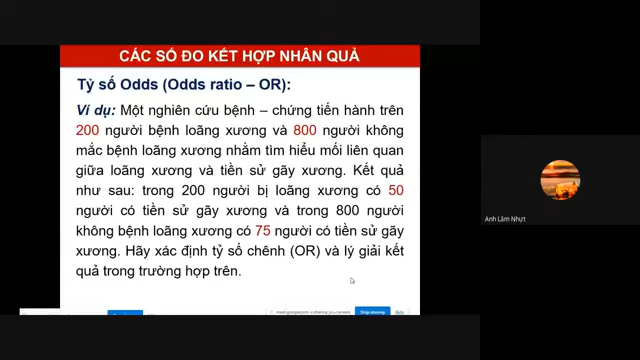 CÁC SỐ ĐO KẾT HỢP NHÂN QUẢ
Tỷ số Odds (Odds ratio – OR):
Ví dụ: Một nghiên cứu bệnh – chứng tiến hành trên
200 người bệnh loãng xương và 800 người không
mắc bệnh loãng xương nhằm tìm hiểu mối liên quan
giữa loãng xương và tiền sử gãy xương. Kết quả
như sau: trong 200 người bị loãng xương có 50
người có tiền sử gãy xương và trong 800 người
không bệnh loãng xương có 75 người có tiền sử gãy
xương. Hãy xác định tỷ số chênh (OR) và lý giải kết
quả trong trường hợp trên.
Anh Lâm Nhựt